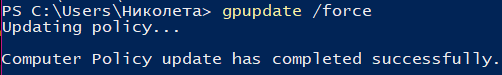 PS C:\Users\Николета> gpupdate /force
Updating policy...
Computer Policy update has completed successfully.